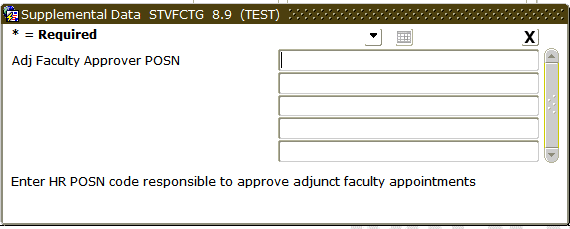 Supplemental Data STVFCTG 8.9 (TEST)
* = Required
X
Adj Faculty Approver POSN
Enter HR POSN code responsible to approve adjunct faculty appointments